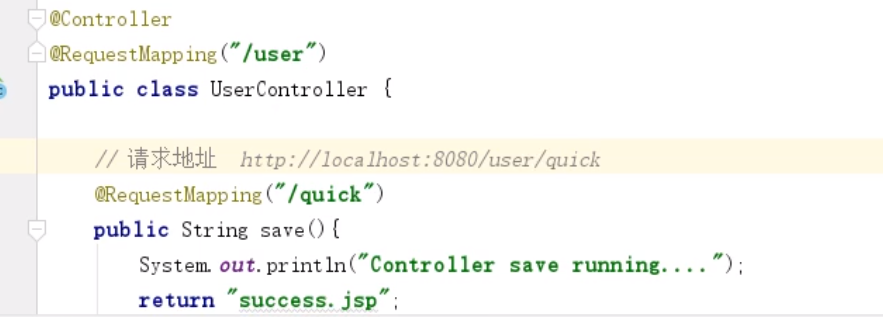 @Controller
@RequestMapping("/user")
public class UserController {
// 请求地址 http://localhost:8080/user/quick
@RequestMapping("/quick")
public String save(){
System.out.println("Controller save running....");
return "success.jsp";